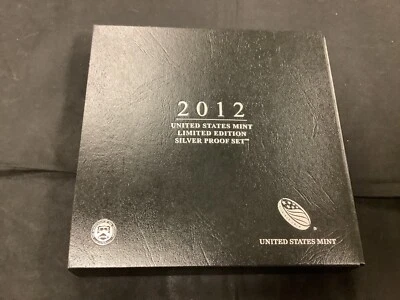 2012
UNITED STATES MINT
LIMITED EDITION
SILVER PROOF SET™
UNITED STATES MINT